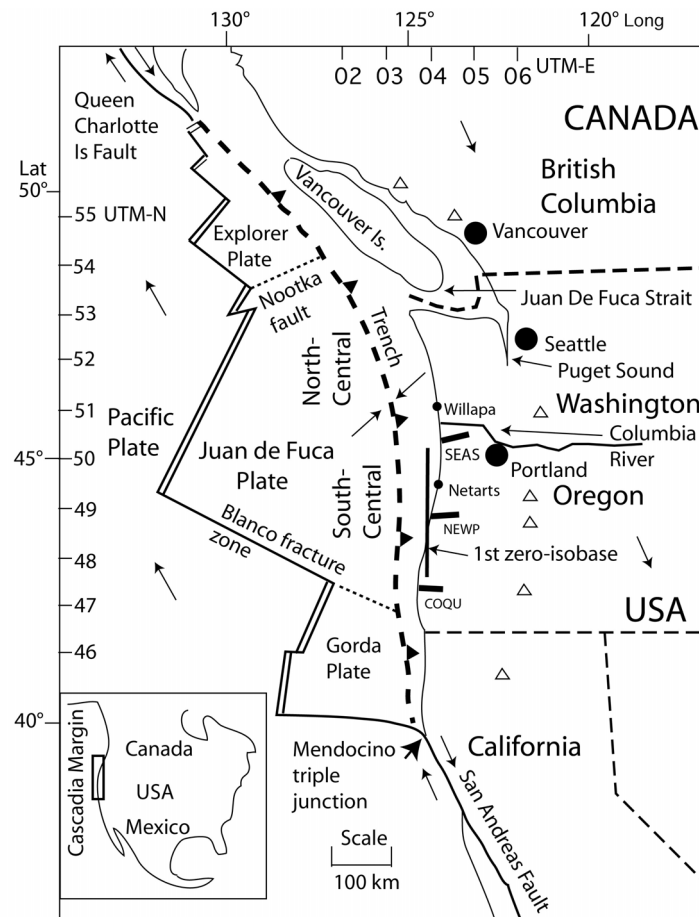 130°
125°
120° Long
02
03
04
05
06
UTM-E
Queen
Charlotte
Is Fault
CANADA
British
Columbia
Lat
50°
55
UTM-N
Vancouver Is.
Vancouver
Explorer
Plate
54
Nootka
fault
53
Juan De Fuca Strait
Trench
Seattle
52
Puget Sound
North-
Central
51
Willapa
Washington
Pacific
Plate
Columbia
River
Juan de Fuca
Plate
45°
50
SEAS
Portland
South-
Central
Netarts
Oregon
49
Blanco fracture
zone
NEWP
48
1st zero-isobase
47
COQU
USA
46
Gorda
Plate
40°
Mendocino
triple
junction
California
San Andreas Fault
Cascadia Margin
Canada
USA
Mexico
Scale
100 km